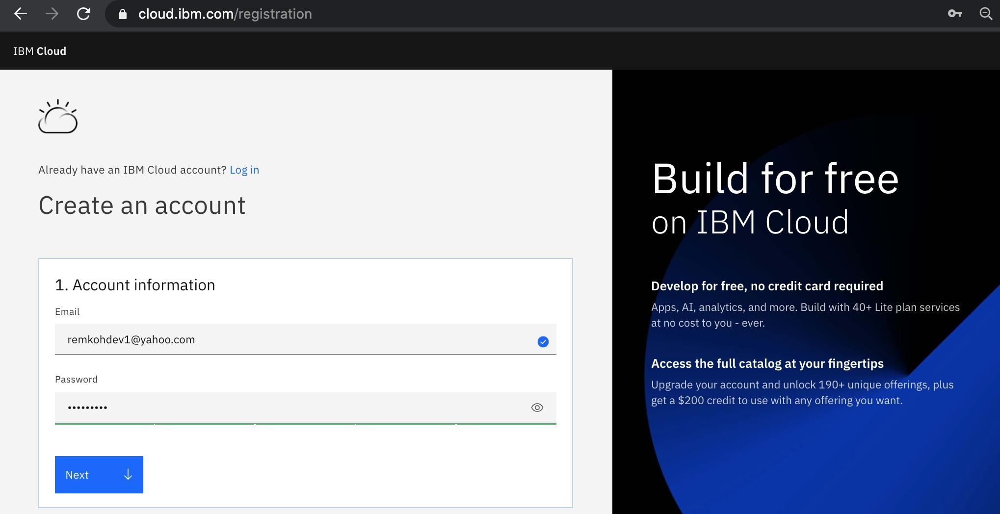 cloud.ibm.com/registration
IBM Cloud
Already have an IBM Cloud account? Log in
Create an account
1. Account information
Email
remkohdev1@yahoo.com
Password
•••••••••
Next
Build for free
on IBM Cloud
Develop for free, no credit card required
Apps, AI, analytics, and more. Build with 40+ Lite plan services
at no cost to you - ever.
Access the full catalog at your fingertips
Upgrade your account and unlock 190+ unique offerings, plus
get a $200 credit to use with any offering you want.